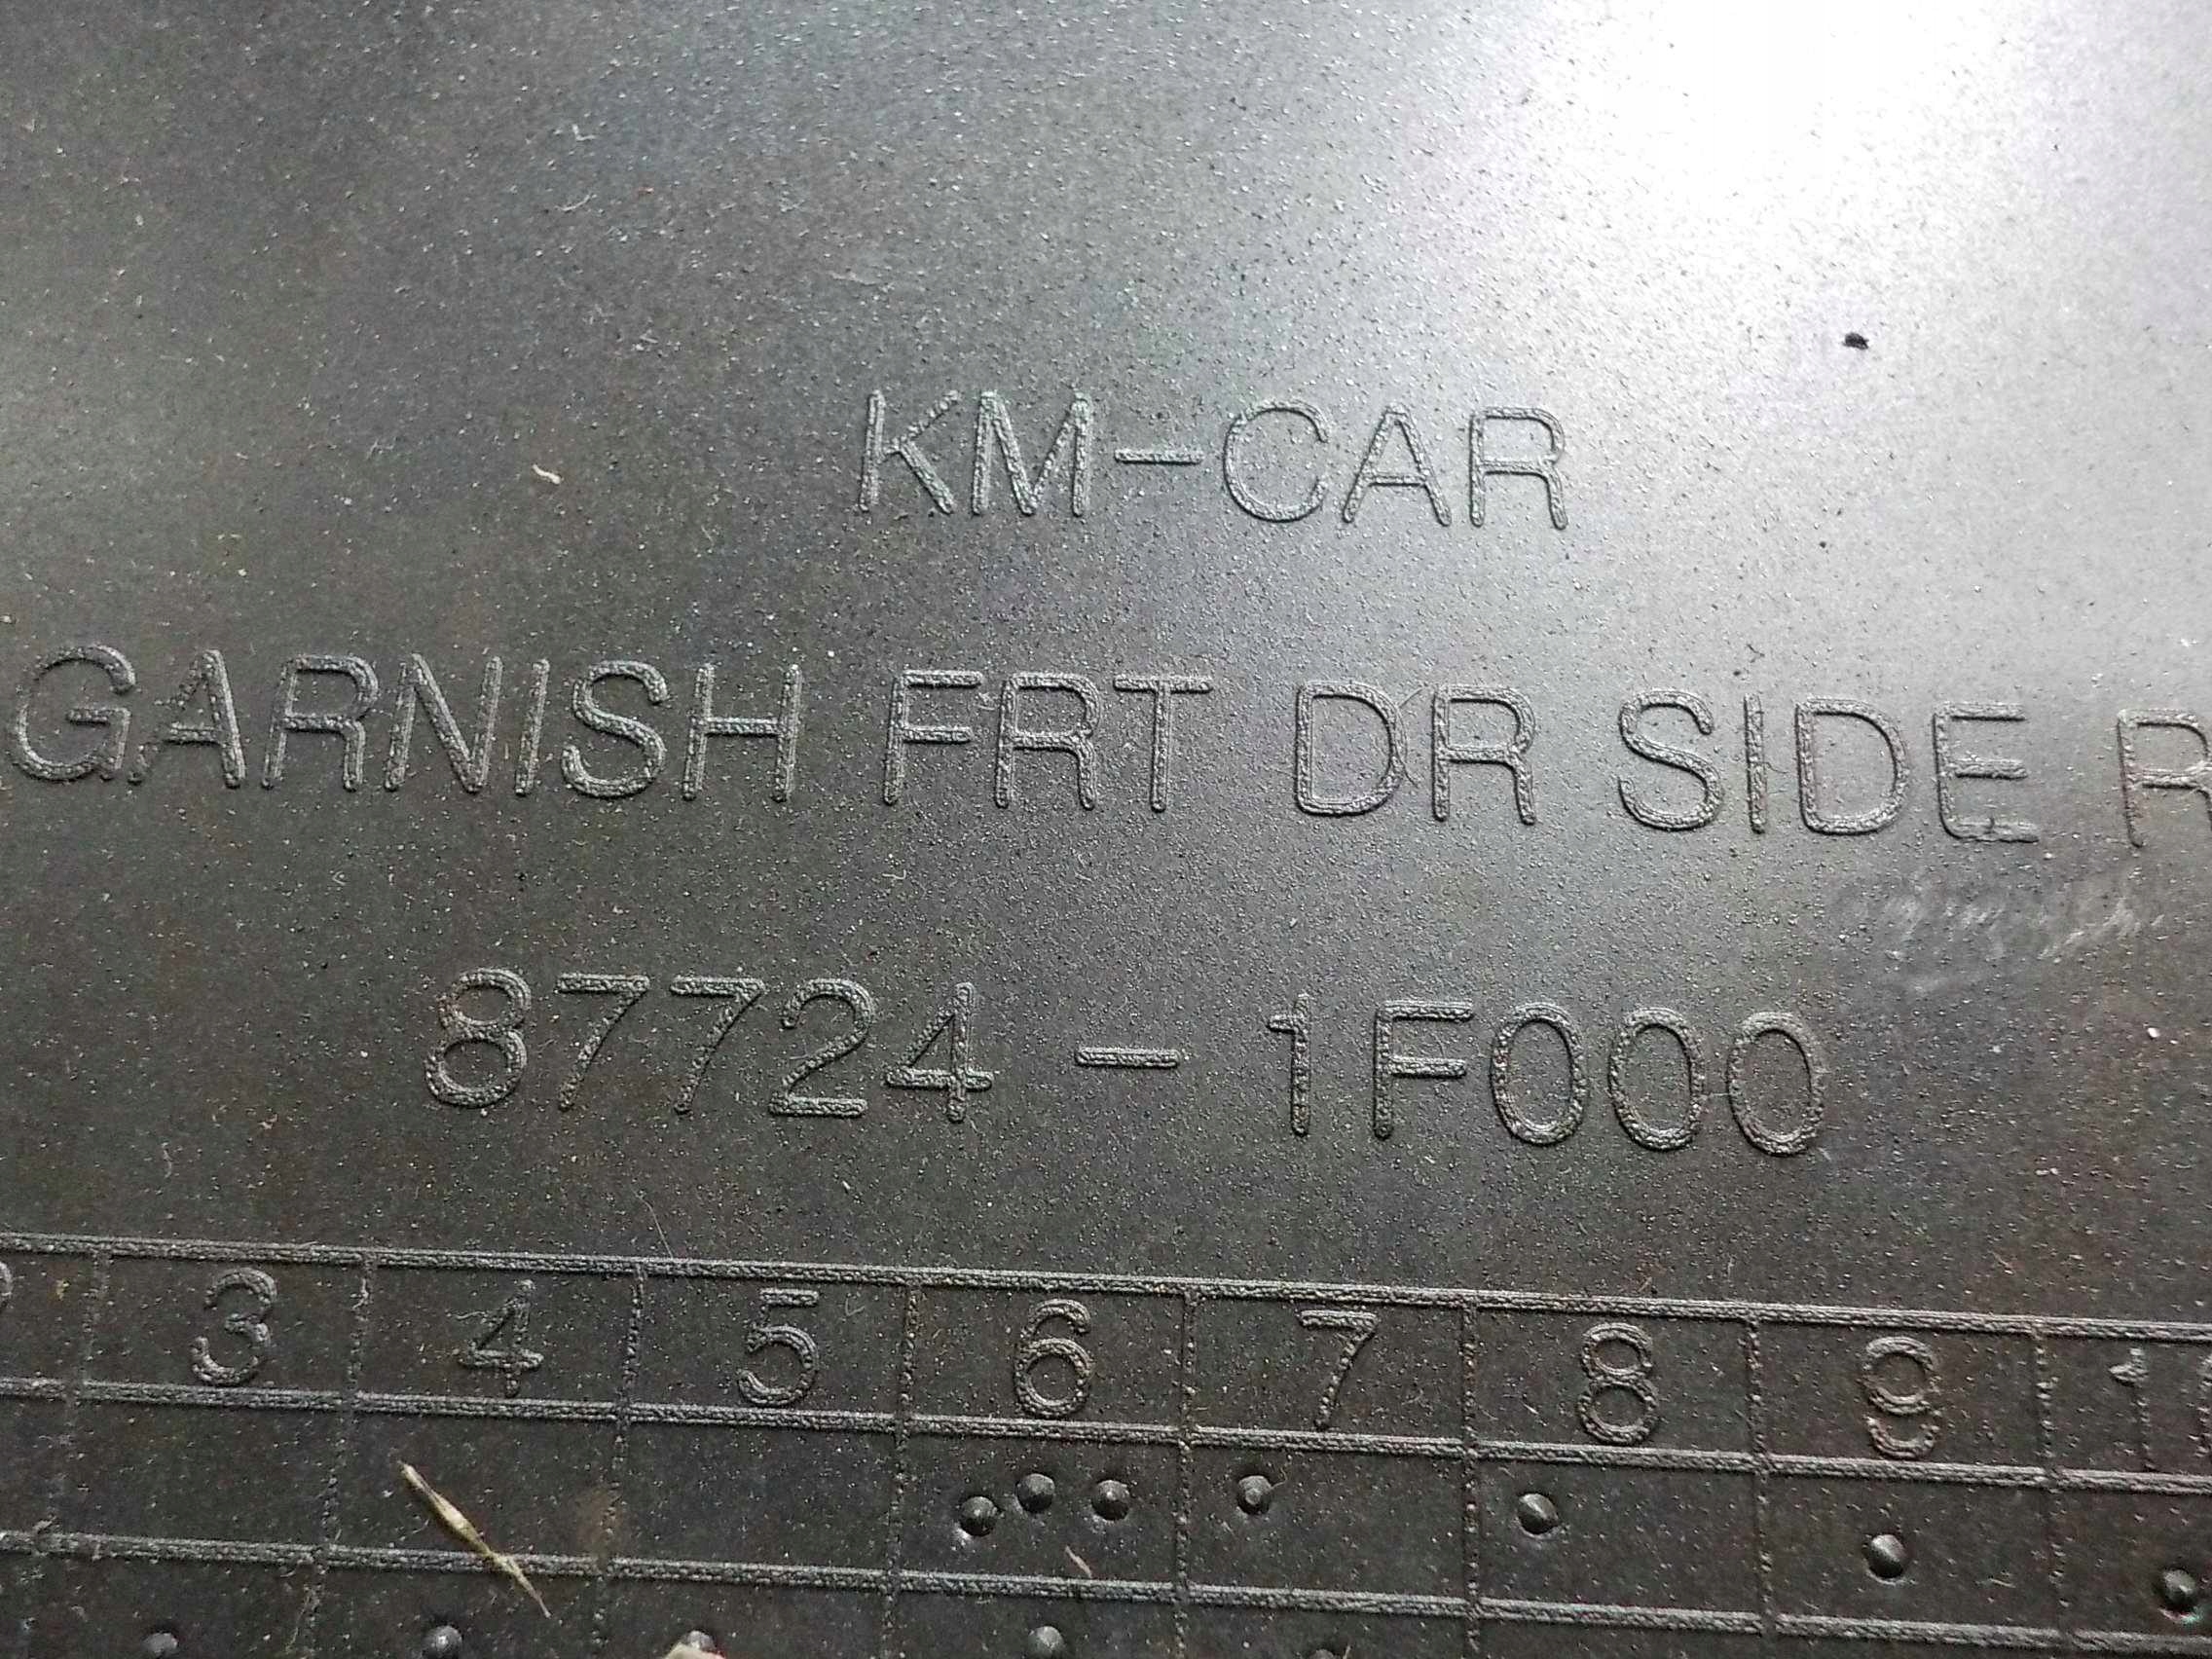 KM-CAR
GARNISH FRT DR SIDE R
87724 - 1F000
3 4 5 6 7 8 9